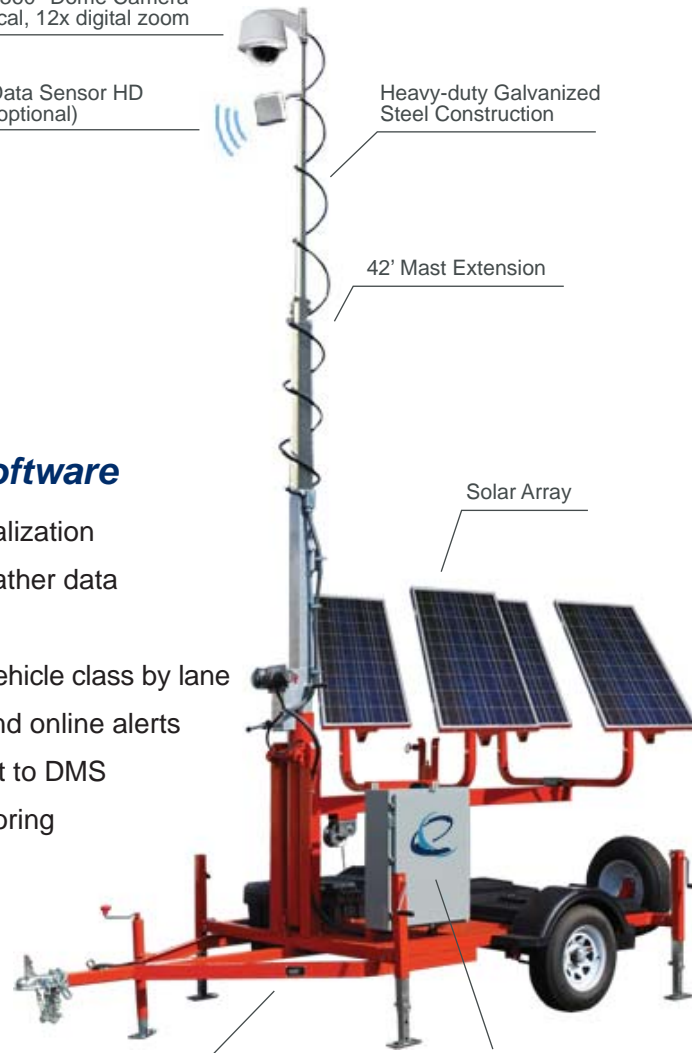 Dome Camera
cal, 12x digital zoom
Data Sensor HD
optional)
Heavy-duty Galvanized
Steel Construction
42' Mast Extension
oftware
Solar Array
alization
ather data
ehicle class by lane
nd online alerts
t to DMS
oring